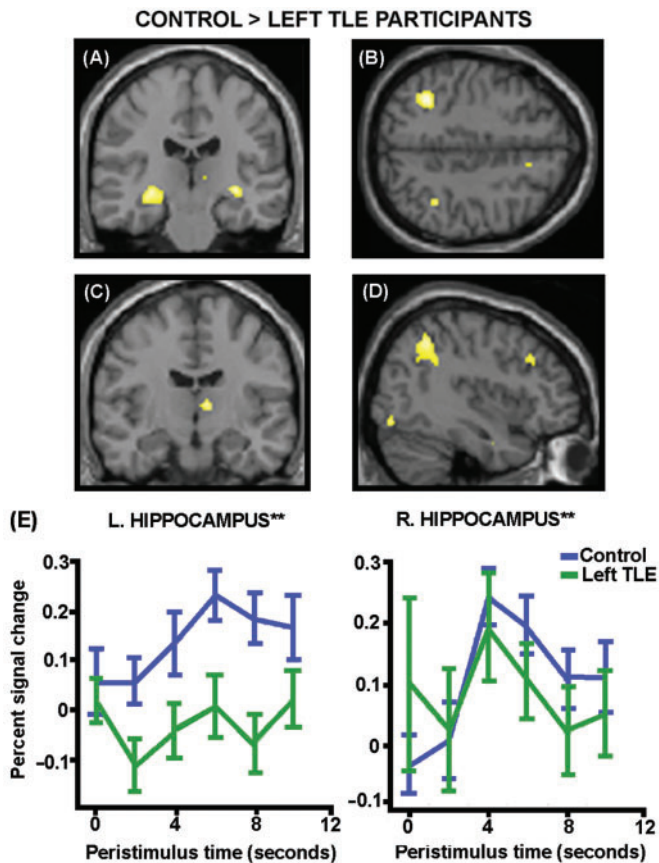 CONTROL > LEFT TLE PARTICIPANTS
(A)
(B)
(C)
(D)
(E)
L. HIPPOCAMPUS**
Percent signal change
0.3
0.2
0.1
0
−0.1
0
4
8
12
Peristimulus time (seconds)
R. HIPPOCAMPUS**
Control
Left TLE
0.3
0.2
0.1
0
−0.1
0
4
8
12
Peristimulus time (seconds)